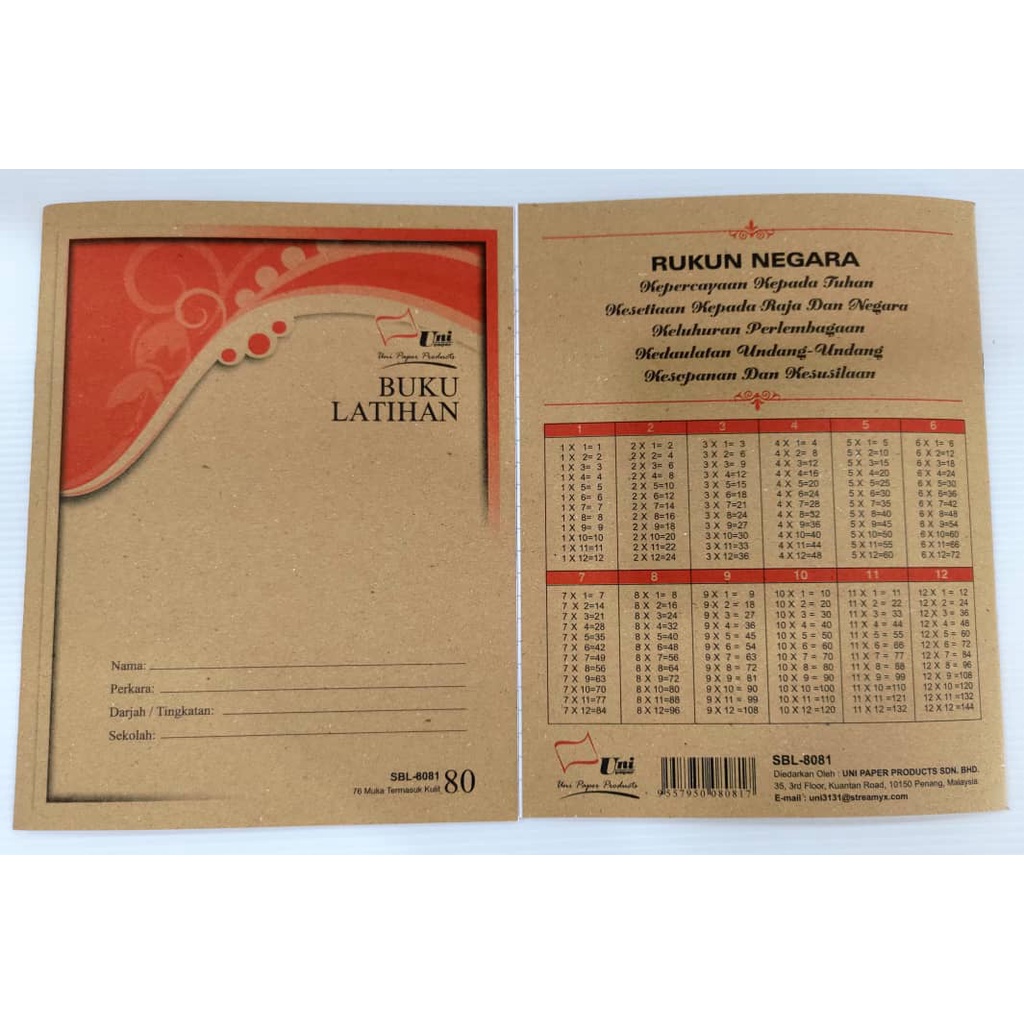 Uni
Uni Paper Products
BUKU
LATIHAN
Nama:
Perkara:
Darjah / Tingkatan:
Sekolah:
SBL-8081
76 Muka Termasuk Kulit 80
RUKUN NEGARA
Kepercayaan Kepada Tuhan
Kesetiaan Kepada Raja Dan Negara
Keluhuran Perlembagaan
Kedaulatan Undang-Undang
Kesopanan Dan Kesusilaan
1 2 3 4 5 6
1 X 1= 1 2 X 1= 2 3 X 1= 3 4 X 1= 4 5 X 1= 5 6 X 1= 6
1 X 2= 2 2 X 2= 4 3 X 2= 6 4 X 2= 8 5 X 2=10 6 X 2=12
1 X 3= 3 2 X 3= 6 3 X 3= 9 4 X 3=12 5 X 3=15 6 X 3=18
1 X 4= 4 2 X 4= 8 3 X 4=12 4 X 4=16 5 X 4=20 6 X 4=24
1 X 5= 5 2 X 5=10 3 X 5=15 4 X 5=20 5 X 5=25 6 X 5=30
1 X 6= 6 2 X 6=12 3 X 6=18 4 X 6=24 5 X 6=30 6 X 6=36
1 X 7= 7 2 X 7=14 3 X 7=21 4 X 7=28 5 X 7=35 6 X 7=42
1 X 8= 8 2 X 8=16 3 X 8=24 4 X 8=32 5 X 8=40 6 X 8=48
1 X 9= 9 2 X 9=18 3 X 9=27 4 X 9=36 5 X 9=45 6 X 9=54
1 X 10=10 2 X 10=20 3 X 10=30 4 X 10=40 5 X 10=50 6 X 10=60
1 X 11=11 2 X 11=22 3 X 11=33 4 X 11=44 5 X 11=55 6 X 11=66
1 X 12=12 2 X 12=24 3 X 12=36 4 X 12=48 5 X 12=60 6 X 12=72
7 8 9 10 11 12
7 X 1= 7 8 X 1= 8 9 X 1 = 9 10 X 1 = 10 11 X 1 = 11 12 X 1 = 12
7 X 2=14 8 X 2=16 9 X 2 = 18 10 X 2 = 20 11 X 2 = 22 12 X 2 = 24
7 X 3=21 8 X 3=24 9 X 3 = 27 10 X 3 = 30 11 X 3 = 33 12 X 3 = 36
7 X 4=28 8 X 4=32 9 X 4 = 36 10 X 4 = 40 11 X 4 = 44 12 X 4 = 48
7 X 5=35 8 X 5=40 9 X 5 = 45 10 X 5 = 50 11 X 5 = 55 12 X 5 = 60
7 X 6=42 8 X 6=48 9 X 6 = 54 10 X 6 = 60 11 X 6 = 66 12 X 6 = 72
7 X 7=49 8 X 7=56 9 X 7 = 63 10 X 7 = 70 11 X 7 = 77 12 X 7 = 84
7 X 8=56 8 X 8=64 9 X 8 = 72 10 X 8 = 80 11 X 8 = 88 12 X 8 = 96
7 X 9=63 8 X 9=72 9 X 9 = 81 10 X 9 = 90 11 X 9 = 99 12 X 9 =108
7 X 10=70 8 X 10=80 9 X 10 = 90 10 X 10 =100 11 X 10 =110 12 X 10 =120
7 X 11=77 8 X 11=88 9 X 11 = 99 10 X 11 =110 11 X 11 =121 12 X 11 =132
7 X 12=84 8 X 12=96 9 X 12 =108 10 X 12 =120 11 X 12 =132 12 X 12 =144
Uni
Uni Paper Products
9 557950 080817
SBL-8081
Diedarkan Oleh : UNI PAPER PRODUCTS SDN. BHD.
35, 3rd Floor, Kuantan Road, 10150 Penang, Malaysia
E-mail : uni3131@streamyx.com